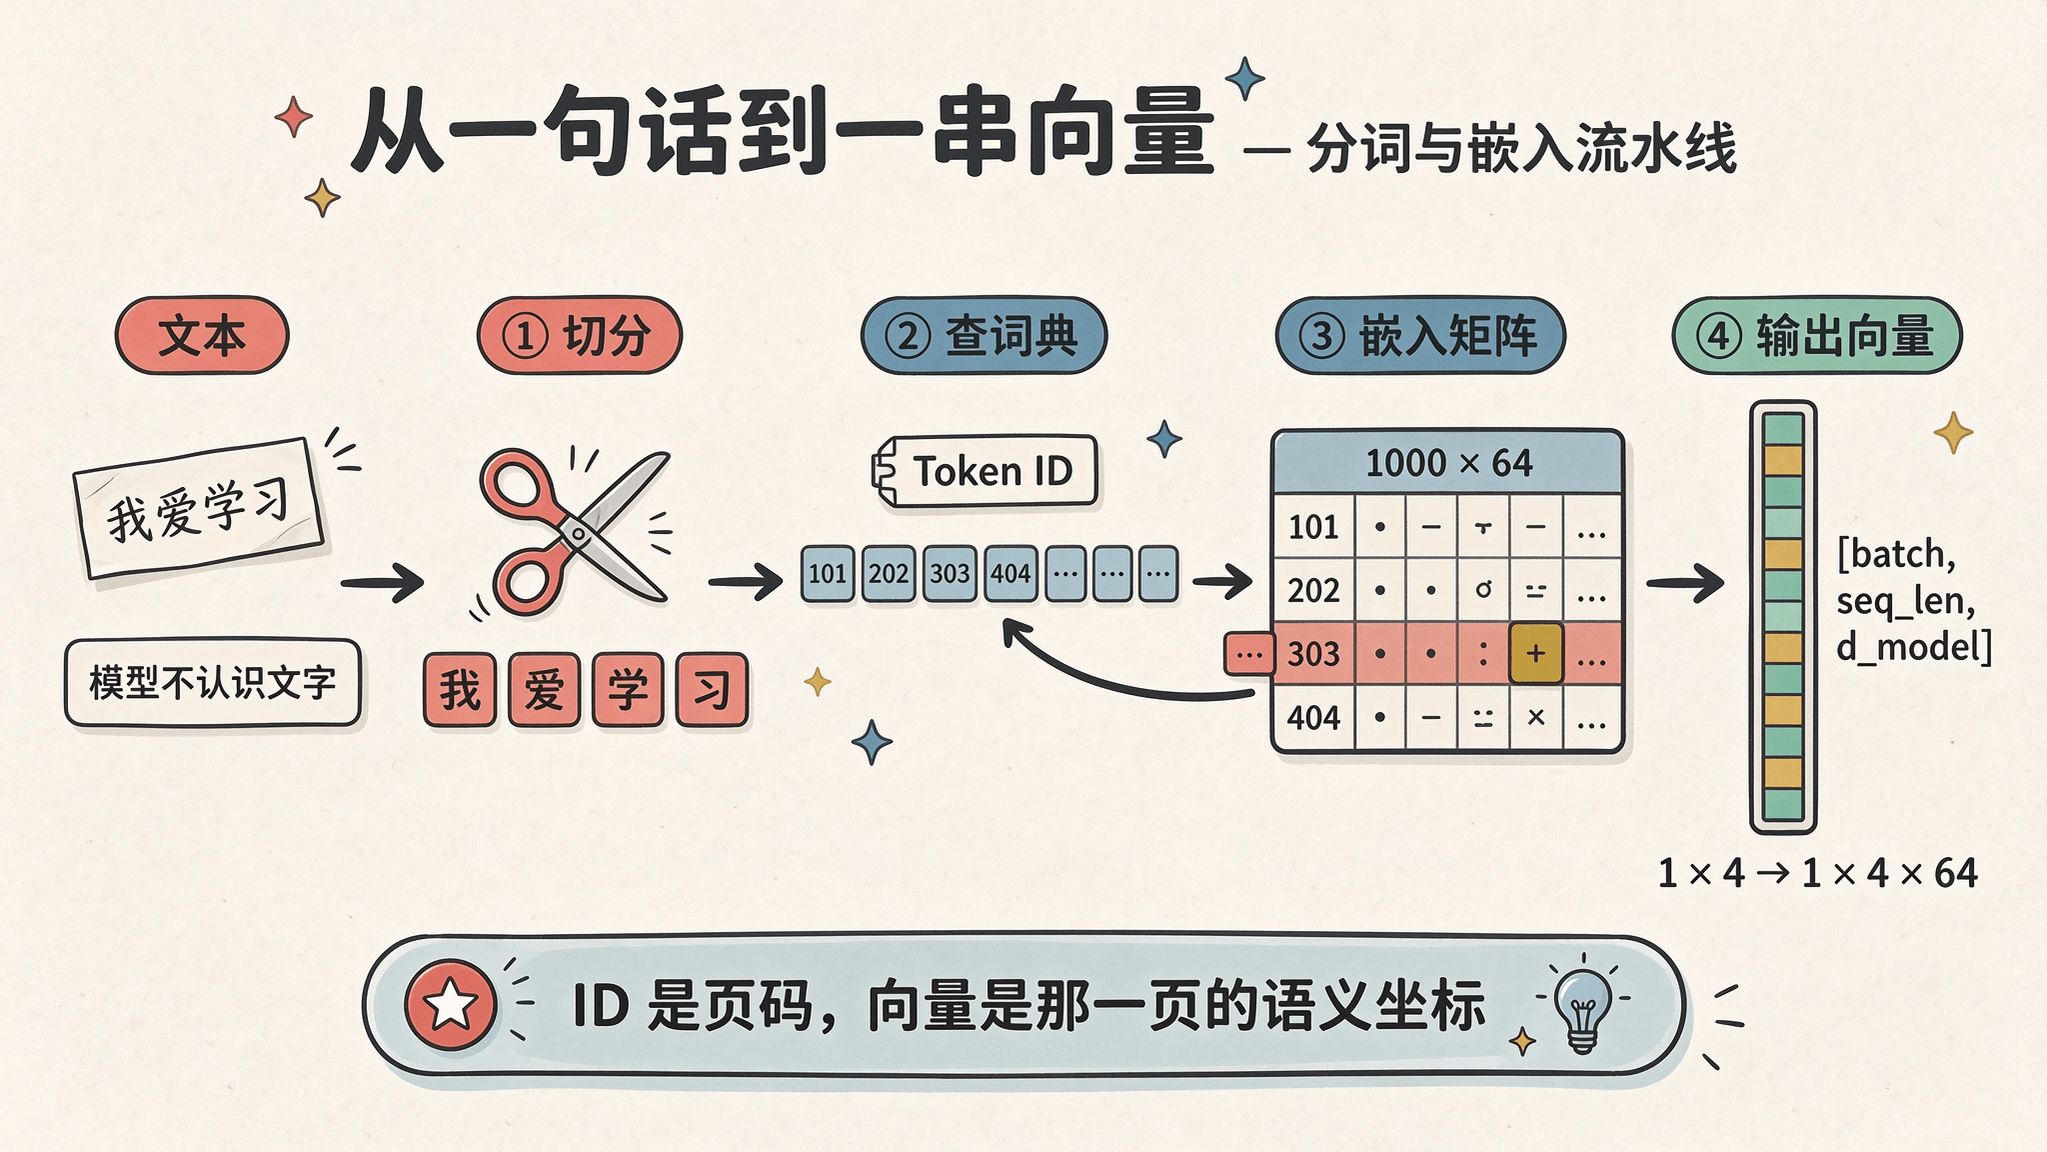 从一句话到一串向量 — 分词与嵌入流水线
文本
① 切分
② 查词典
③ 嵌入矩阵
④ 输出向量
我爱学习
模型不认识文字
我 爱 学 习
Token ID
101 202 303 404 ... ... ...
1000 × 64
101 • – – ...
202 • • ...
... 303 • • : + ...
404 • – × ...
[batch,
seq_len,
d_model]
1 × 4 → 1 × 4 × 64
ID 是页码，向量是那一页的语义坐标